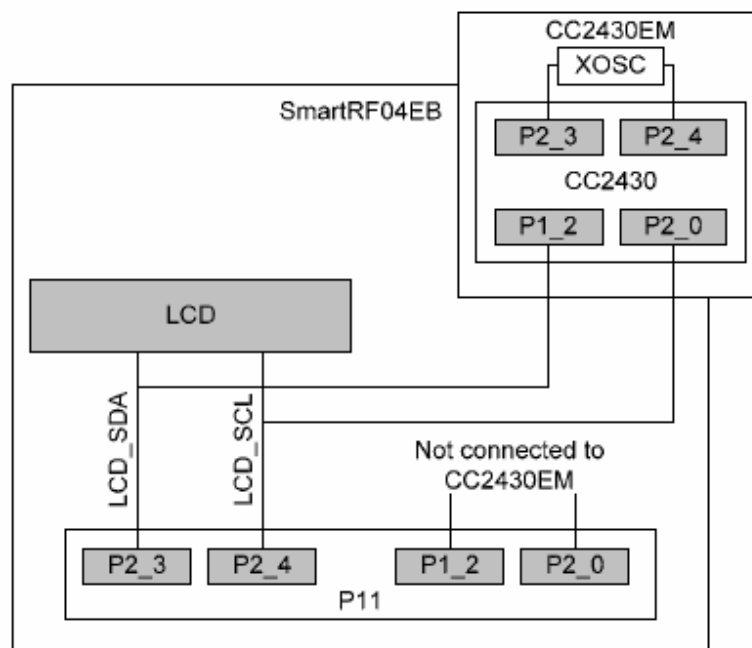 CC2430EM
XOSC
SmartRF04EB
P2_3
P2_4
CC2430
P1_2
P2_0
LCD
LCD_SDA
LCD_SCL
Not connected to
CC2430EM
P2_3
P2_4
P1_2
P2_0
P11